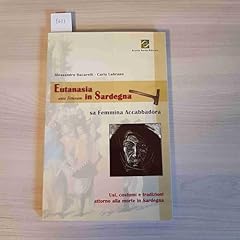 Alessandro Bucarelli - Carlo Lubrano
Eutanasia
ante litteram in Sardegna
sa Femmina Accabbadora
Usi, costumi e tradizioni
attorno alla morte in Sardegna